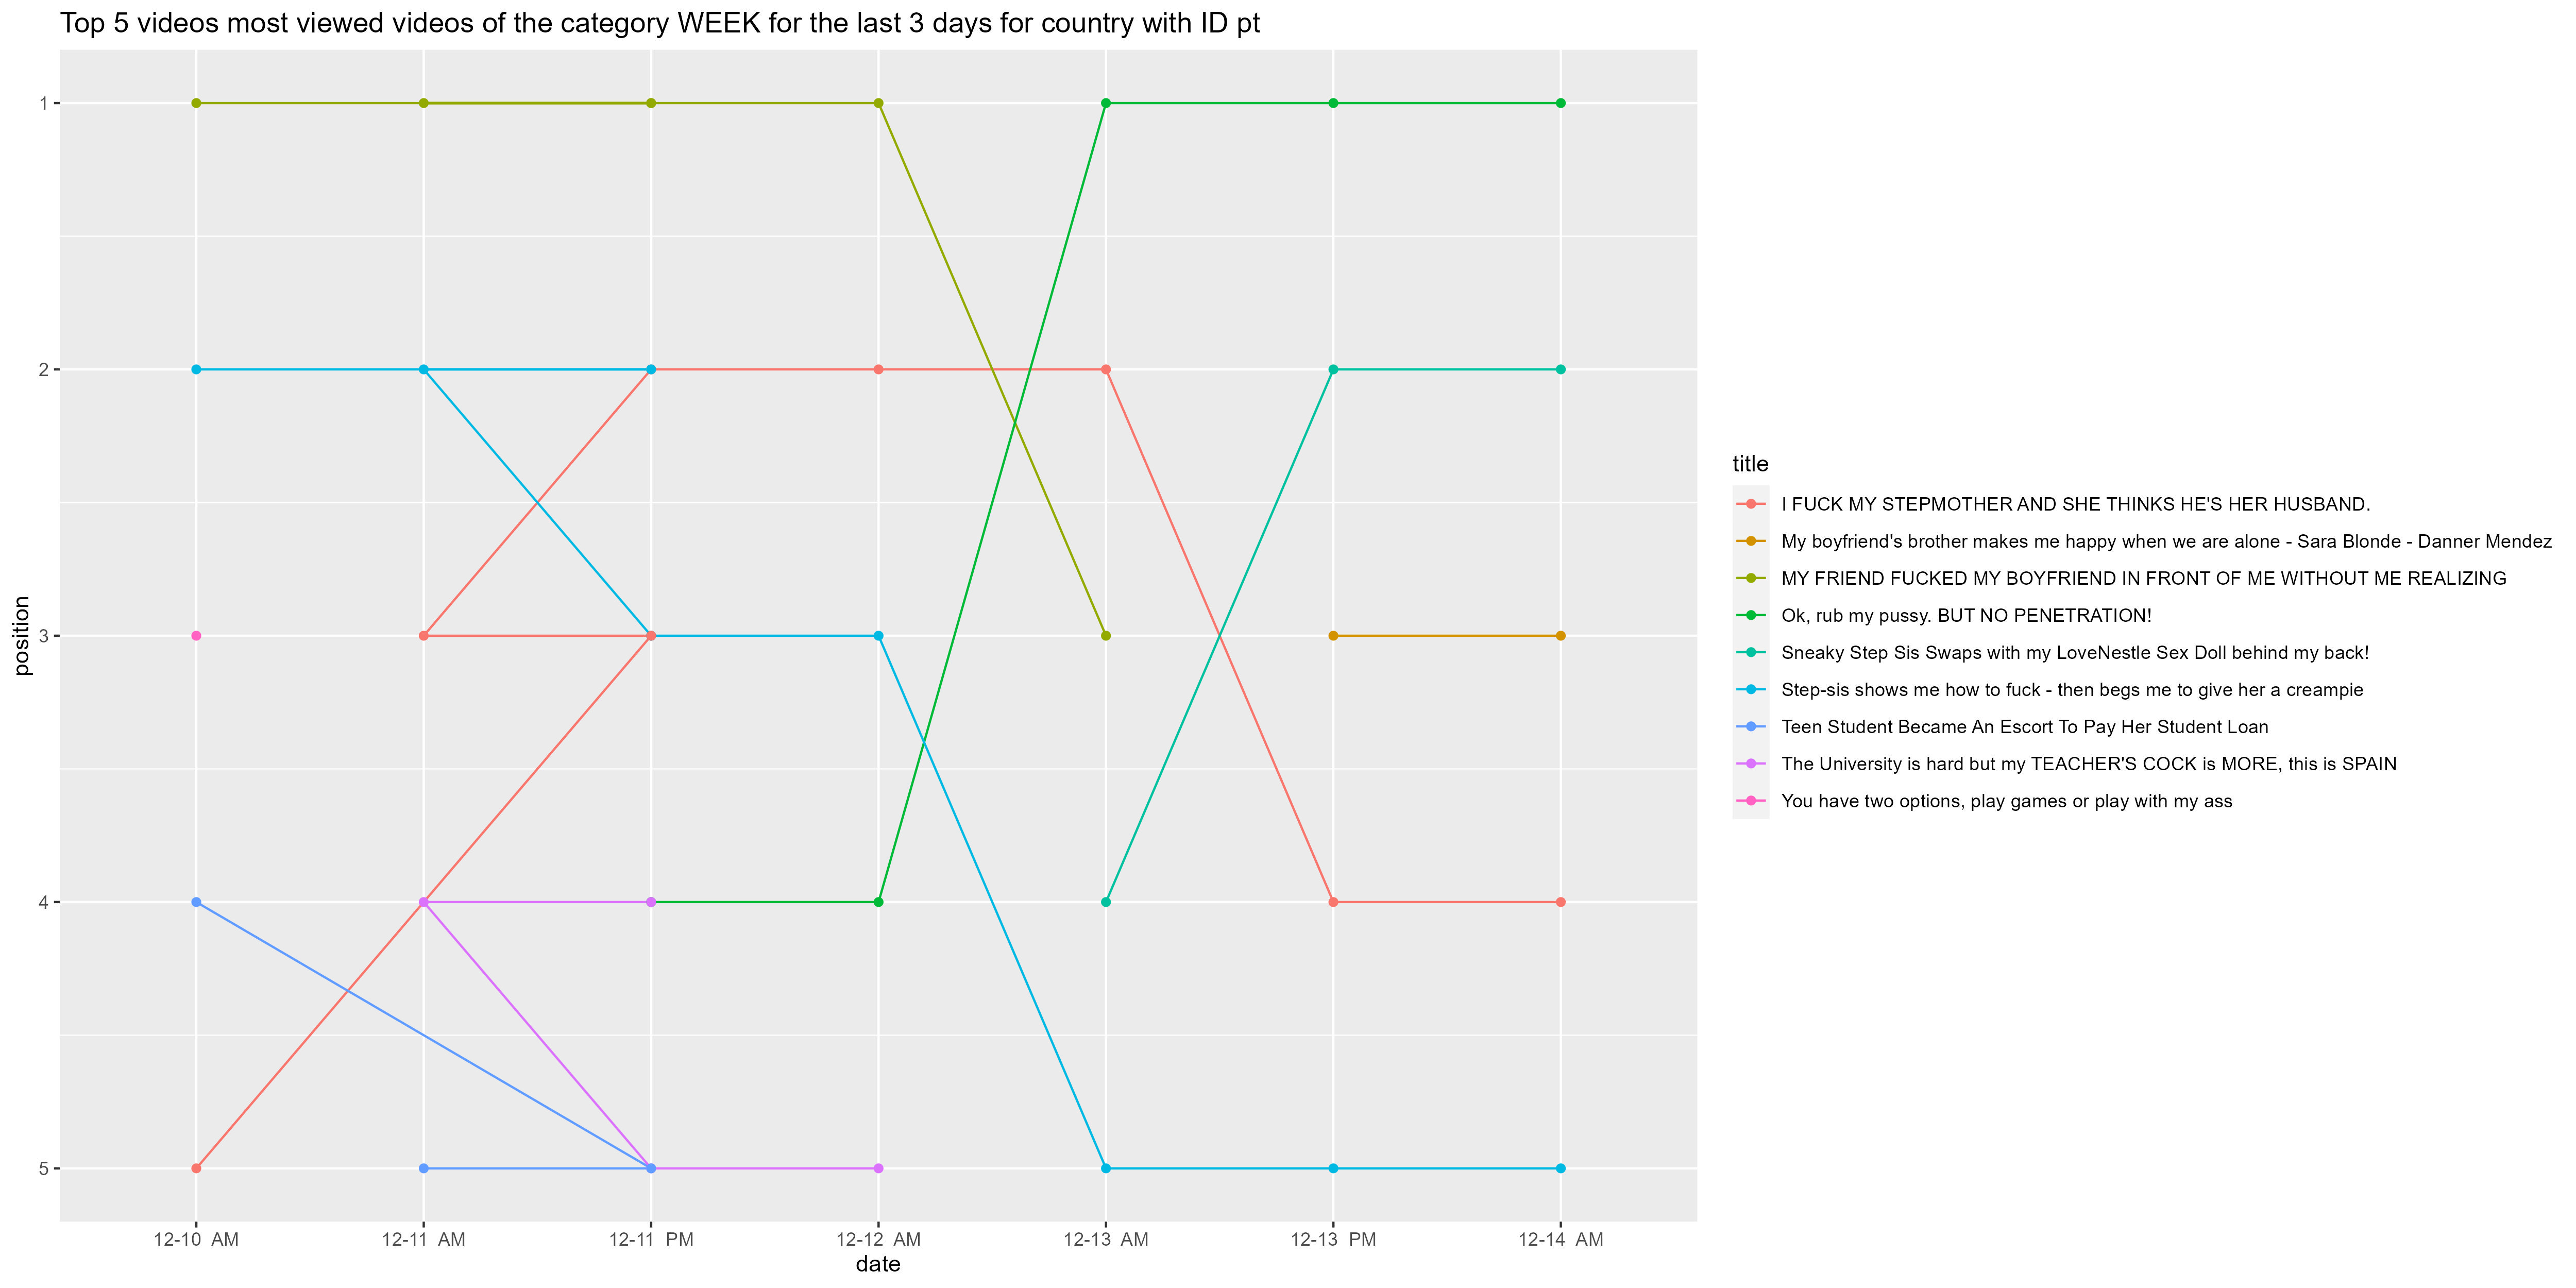 Top 5 videos most viewed videos of the category WEEK for the last 3 days for country with ID pt
position
1
2
3
4
5
12-10 AM
12-11 AM
12-11 PM
12-12 AM
12-13 AM
12-13 PM
12-14 AM
date
title
I FUCK MY STEPMOTHER AND SHE THINKS HE'S HER HUSBAND.
My boyfriend's brother makes me happy when we are alone - Sara Blonde - Danner Mendez
MY FRIEND FUCKED MY BOYFRIEND IN FRONT OF ME WITHOUT ME REALIZING
Ok, rub my pussy. BUT NO PENETRATION!
Sneaky Step Sis Swaps with my LoveNestle Sex Doll behind my back!
Step-sis shows me how to fuck - then begs me to give her a creampie
Teen Student Became An Escort To Pay Her Student Loan
The University is hard but my TEACHER'S COCK is MORE, this is SPAIN
You have two options, play games or play with my ass